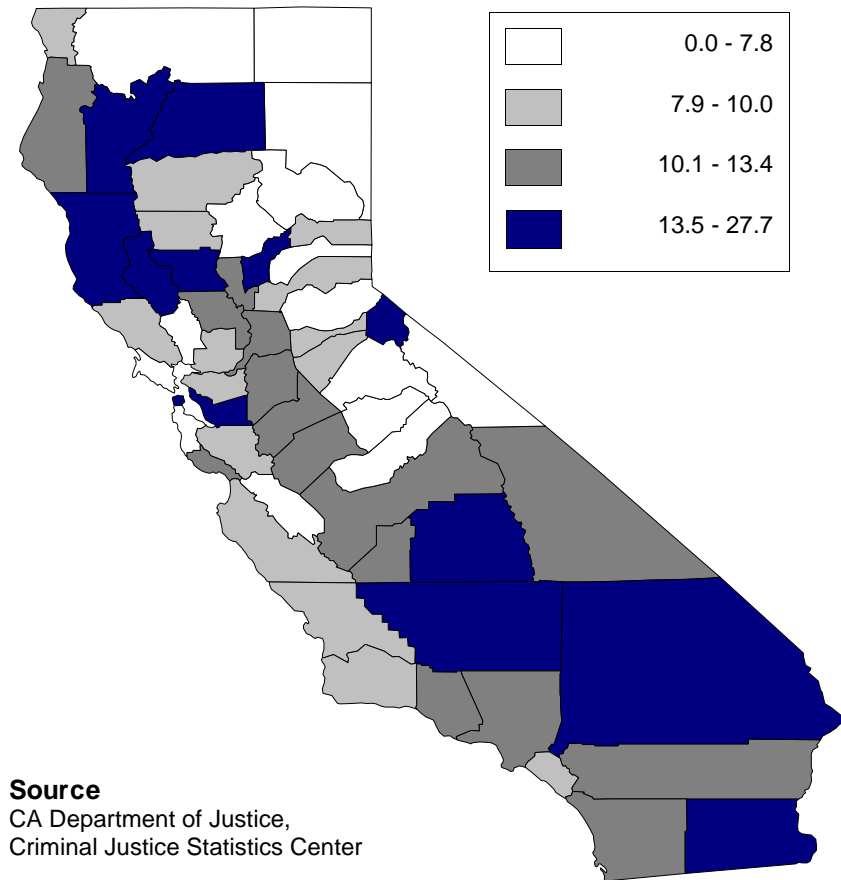 0.0 - 7.8
7.9 - 10.0
10.1 - 13.4
13.5 - 27.7
Source
CA Department of Justice,
Criminal Justice Statistics Center